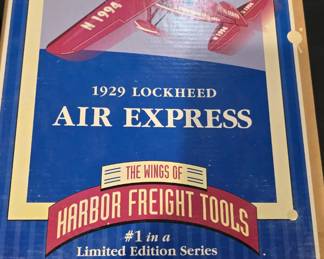 N 1994
1929 LOCKHEED
AIR EXPRESS
THE WINGS OF
HARBOR FREIGHT TOOLS
#1 in a
Limited Edition Series